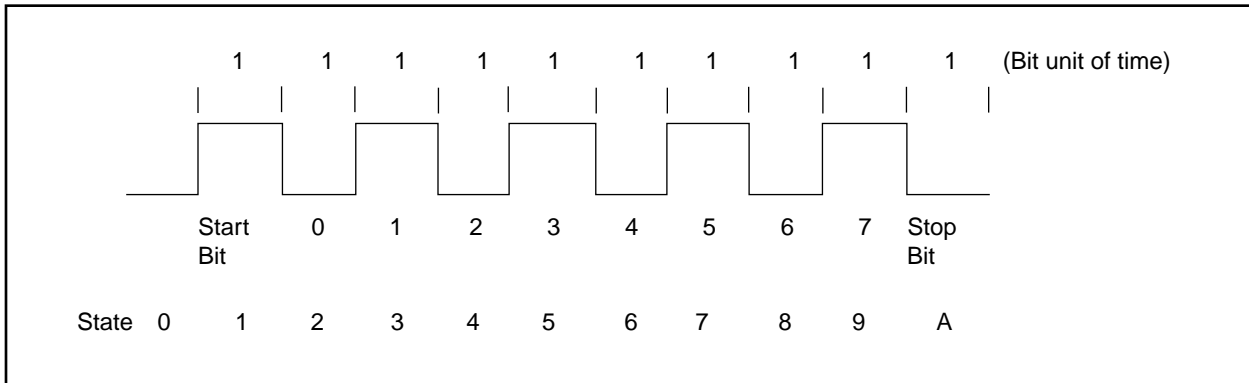 1 1 1 1 1 1 1 1 1 1 (Bit unit of time)
Start Bit 0 1 2 3 4 5 6 7 Stop Bit
State 0 1 2 3 4 5 6 7 8 9 A